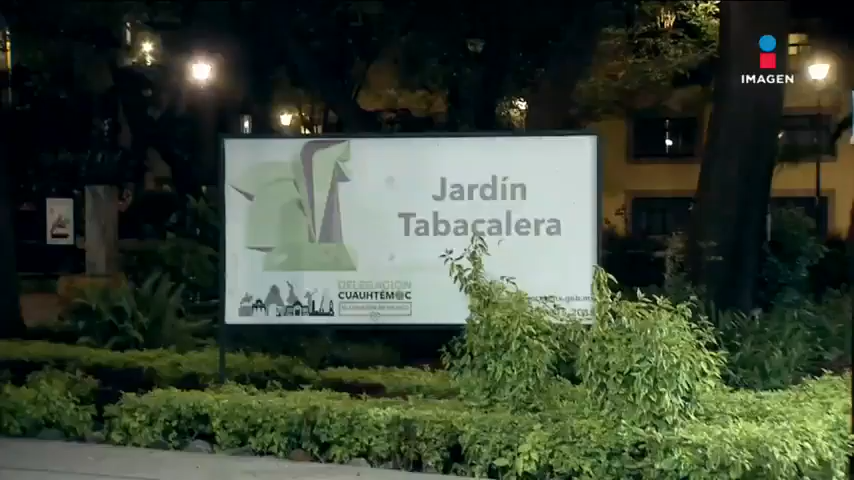 IMAGEN
Jardín
Tabacalera
DELEGACIÓN
CUAUHTÉMOC